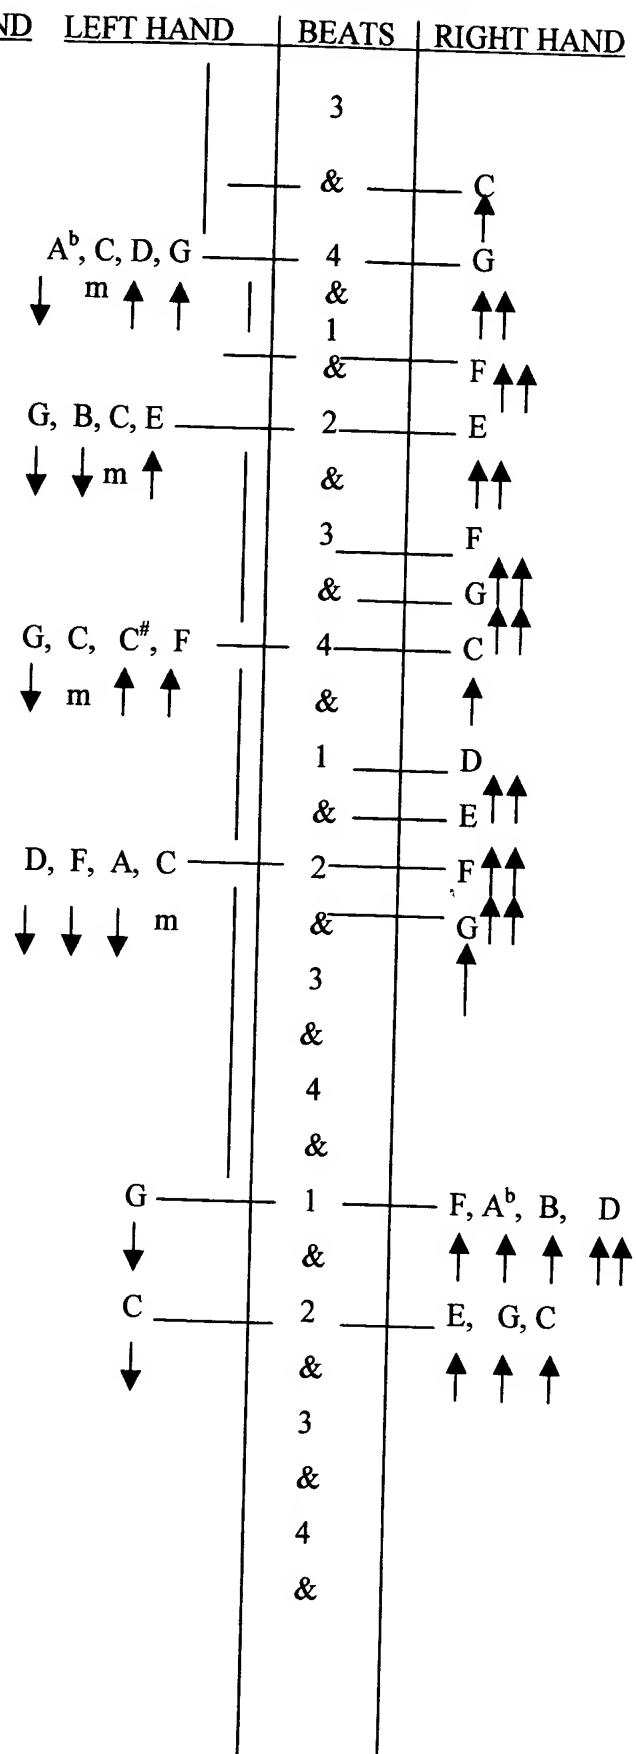 ND LEFT HAND BEATS RIGHT HAND
3
& C
A♭, C, D, G 4 G
m &
1
& F
G, B, C, E 2 E
m &
3 F
& G
G, C, C#, F 4 C
m &
1 D
& E
D, F, A, C 2 F
m & G
3
&
4
&
G 1 F, A♭, B, D
&
C 2 E, G, C
&
3
&
4
&